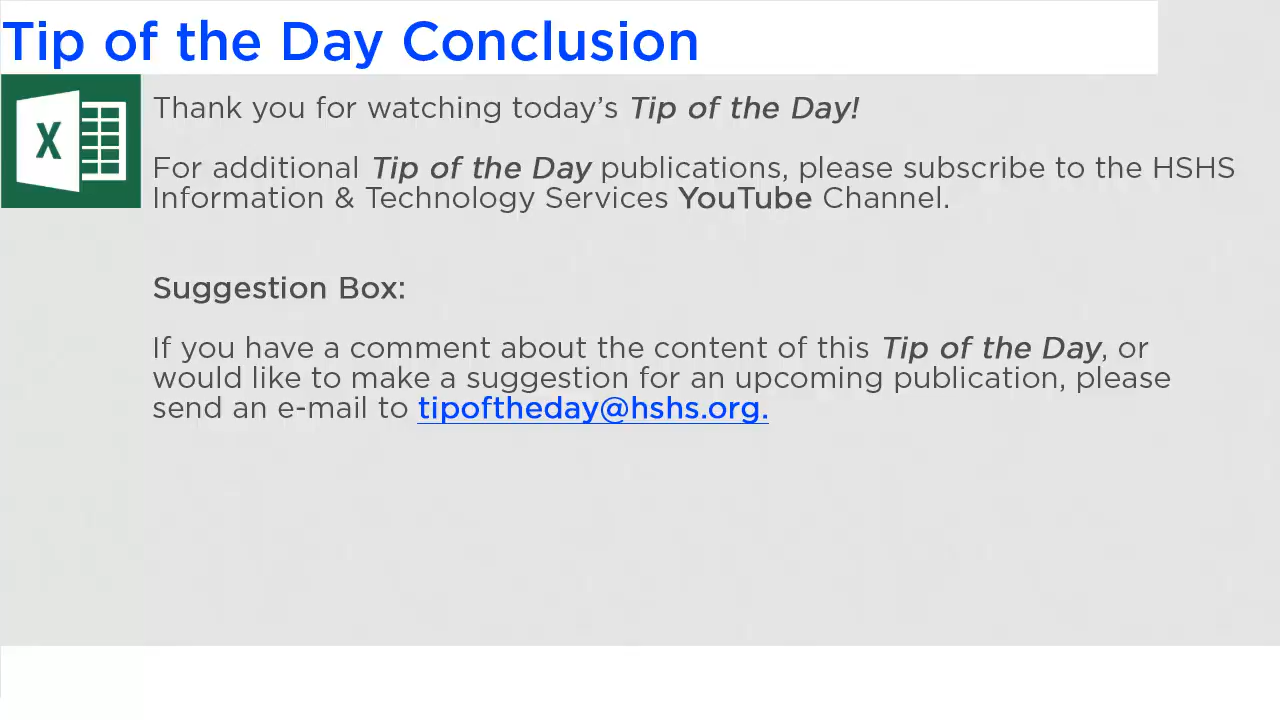 Tip of the Day Conclusion
X
Thank you for watching today’s Tip of the Day!
For additional Tip of the Day publications, please subscribe to the HSHS
Information & Technology Services YouTube Channel.
Suggestion Box:
If you have a comment about the content of this Tip of the Day, or
would like to make a suggestion for an upcoming publication, please
send an e-mail to tipoftheday@hshs.org.